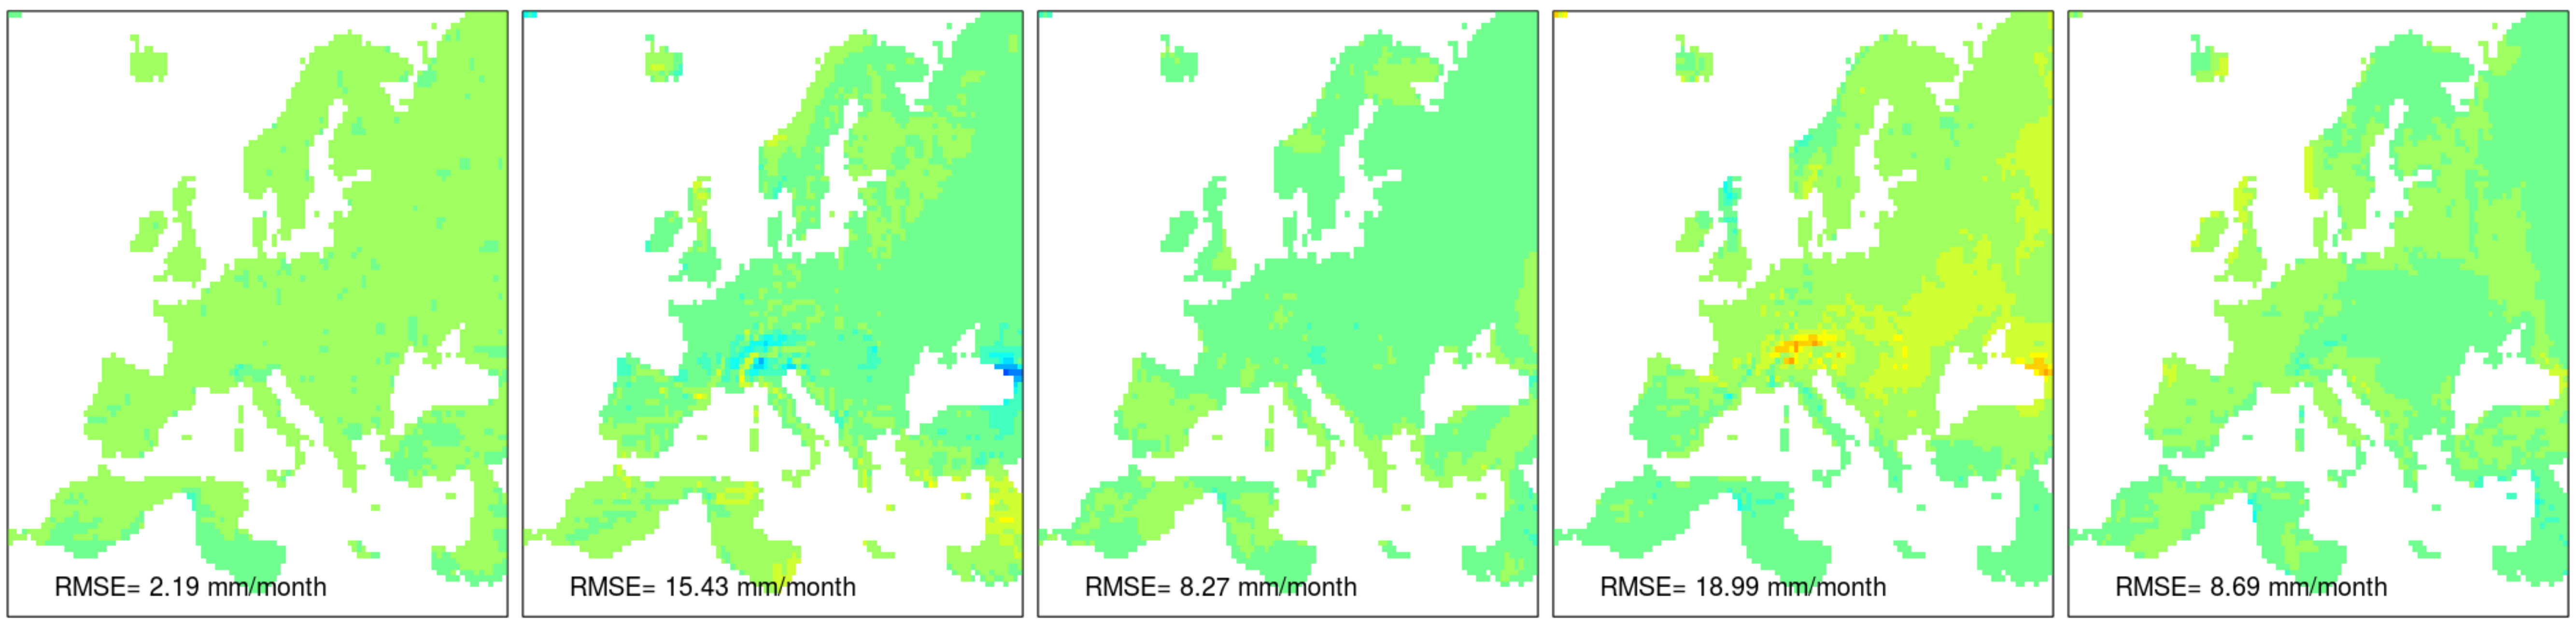 RMSE= 2.19 mm/month
RMSE= 15.43 mm/month
RMSE= 8.27 mm/month
RMSE= 18.99 mm/month
RMSE= 8.69 mm/month